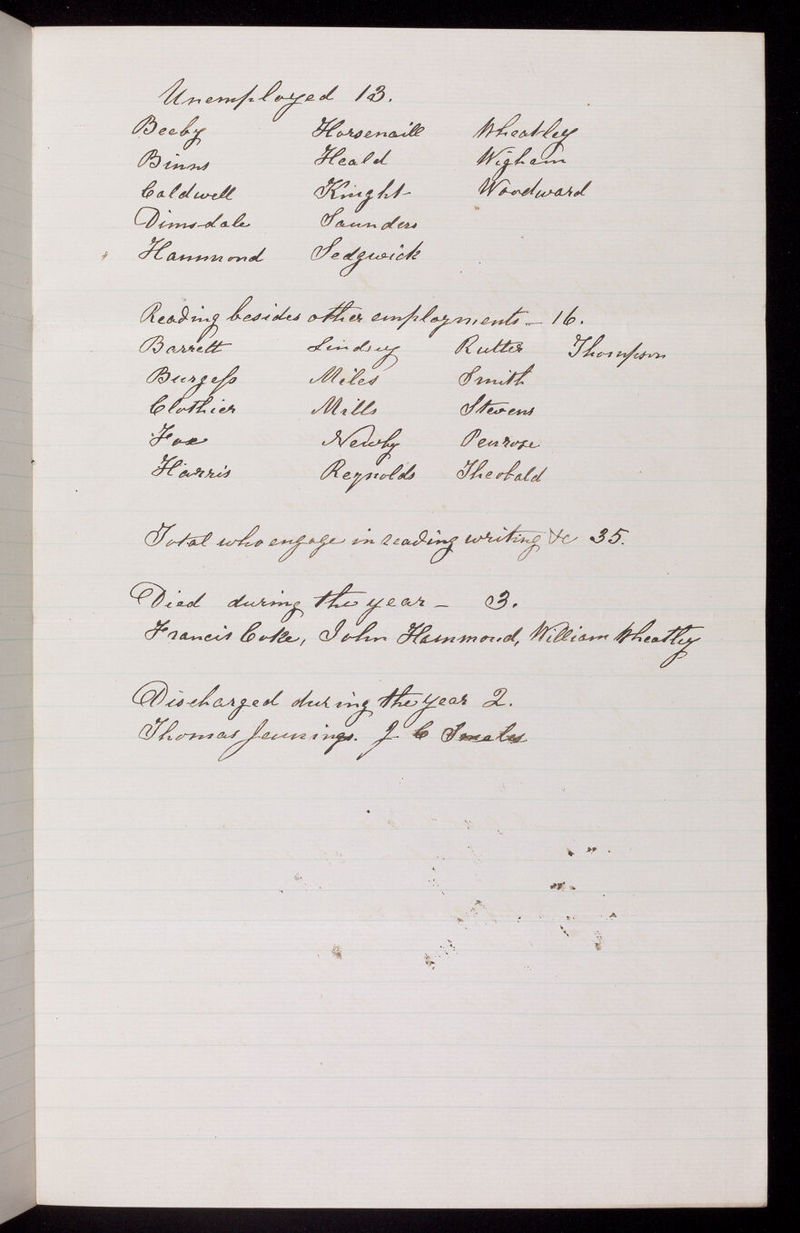 Unemployed 13.
Beeby Horsenaill Wheatley
Binns Heald Wigham
Caldwell Knight Woodward
Dimsdale Saunders
Hammond Sedgwick
Reading besides other employments – 16.
Barrett Lindsey Rutter Thompson
Burgess Miles Smith
Clothier Mills Stevens
Fox Newby Penrose
Harris Reynolds Theobald
Total who engage in reading writing &c 35.
Died during the year – 3.
Francis Coke, John Hammond, William Wheatley
Discharged during the year 2.
Thomas Jennings. J C